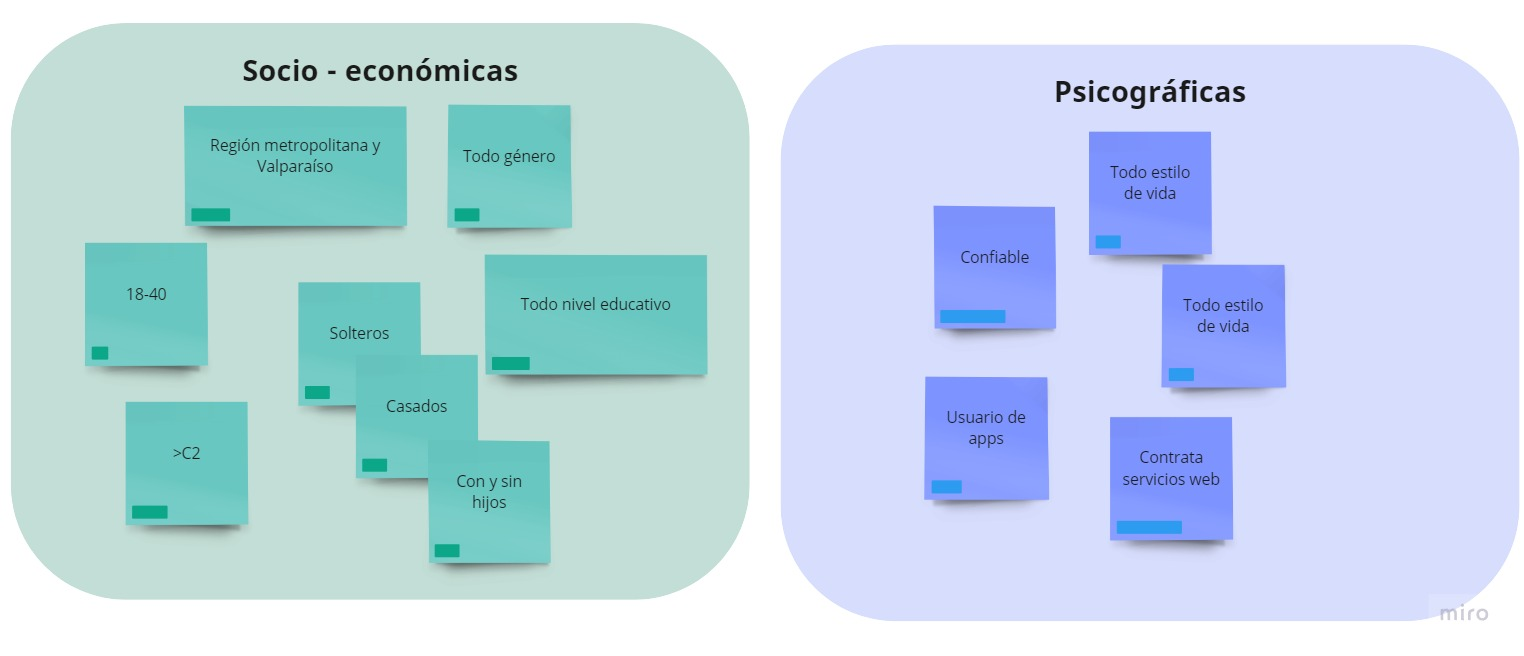 Socio - económicas
Región metropolitana y
Valparaíso
Todo género
18-40
Solteros
Todo nivel educativo
Casados
>C2
Con y sin
hijos
Psicográficas
Todo estilo
de vida
Confiable
Todo estilo
de vida
Usuario de
apps
Contrata
servicios web
miro